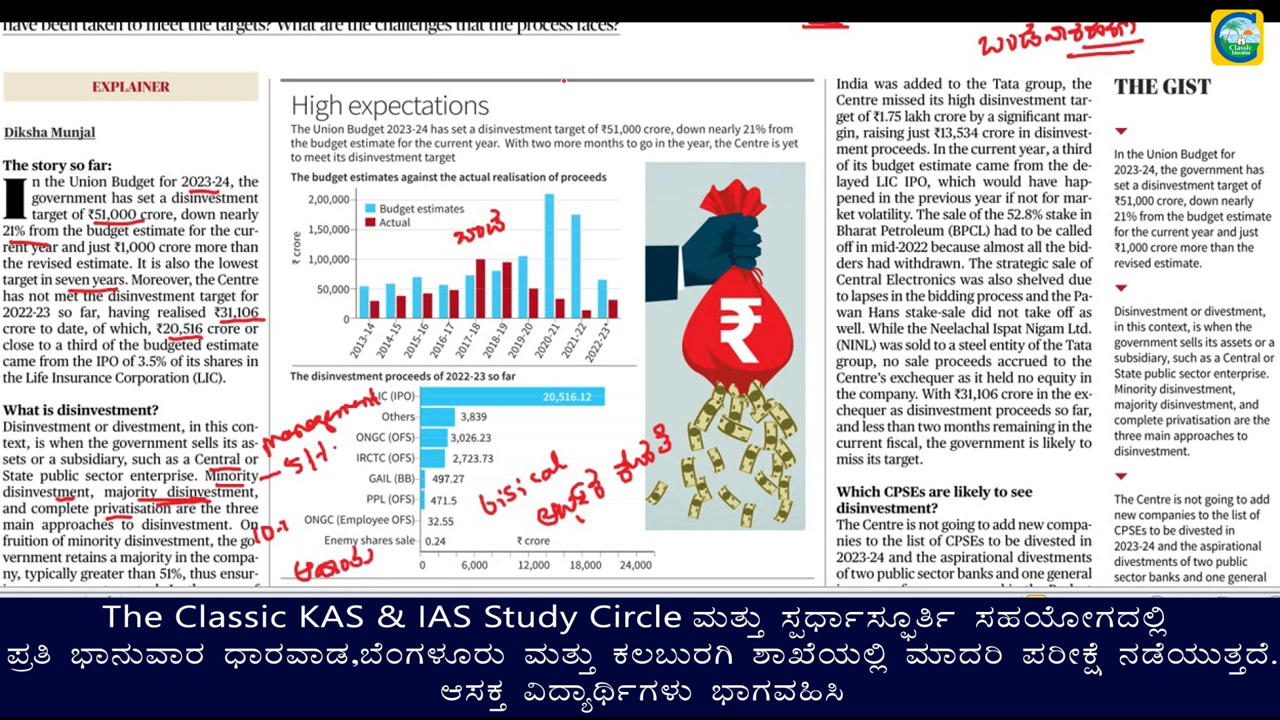 have been taken to meet the targets? What are the challenges that the process faces?
ಬಂಡವಾಳ
Classic
Education
EXPLAINER
Diksha Munjal
The story so far:
In the Union Budget for 2023-24, the
government has set a disinvestment
target of ₹51,000 crore, down nearly
21% from the budget estimate for the cur-
rent year and just ₹1,000 crore more than
the revised estimate. It is also the lowest
target in seven years. Moreover, the Centre
has not met the disinvestment target for
2022-23 so far, having realised ₹31,106
crore to date, of which, ₹20,516 crore or
close to a third of the budgeted estimate
came from the IPO of 3.5% of its shares in
the Life Insurance Corporation (LIC).
What is disinvestment?
Disinvestment or divestment, in this con-
text, is when the government sells its as-
sets or a subsidiary, such as a Central or
State public sector enterprise. Minority
disinvestment, majority disinvestment,
and complete privatisation are the three
main approaches to disinvestment. On
fruition of minority disinvestment, the go-
vernment retains a majority in the compa-
ny, typically greater than 51%, thus ensur-
management
51%
High expectations
The Union Budget 2023-24 has set a disinvestment target of ₹51,000 crore, down nearly 21% from
the budget estimate for the current year. With two more months to go in the year, the Centre is yet
to meet its disinvestment target
The budget estimates against the actual realisation of proceeds
2,00,000
1,50,000
1,00,000
50,000
0
₹ crore
Budget estimates
Actual
2013-14
2014-15
2015-16
2016-17
2017-18
2018-19
2019-20
2020-21
2021-22
2022-23*
The disinvestment proceeds of 2022-23 so far
LIC (IPO) 20,516.12
Others 3,839
ONGC (OFS) 3,026.23
IRCTC (OFS) 2,723.73
GAIL (BB) 497.27
PPL (OFS) 471.5
ONGC (Employee OFS) 32.55
Enemy shares sale 0.24
₹ crore
0 6,000 12,000 18,000 24,000
₹
India was added to the Tata group, the
Centre missed its high disinvestment tar-
get of ₹1.75 lakh crore by a significant mar-
gin, raising just ₹13,534 crore in disinvest-
ment proceeds. In the current year, a third
of its budget estimate came from the de-
layed LIC IPO, which would have hap-
pened in the previous year if not for mar-
ket volatility. The sale of the 52.8% stake in
Bharat Petroleum (BPCL) had to be called
off in mid-2022 because almost all the bid-
ders had withdrawn. The strategic sale of
Central Electronics was also shelved due
to lapses in the bidding process and the Pa-
wan Hans stake-sale did not take off as
well. While the Neelachal Ispat Nigam Ltd.
(NINL) was sold to a steel entity of the Tata
group, no sale proceeds accrued to the
Centre's exchequer as it held no equity in
the company. With ₹31,106 crore in the ex-
chequer as disinvestment proceeds so far,
and less than two months remaining in the
current fiscal, the government is likely to
miss its target.
Which CPSEs are likely to see
disinvestment?
The Centre is not going to add new compa-
nies to the list of CPSEs to be divested in
2023-24 and the aspirational divestments
of two public sector banks and one general
THE GIST
In the Union Budget for
2023-24, the government has
set a disinvestment target of
₹51,000 crore, down nearly
21% from the budget estimate
for the current year and just
₹1,000 crore more than the
revised estimate.
Disinvestment or divestment,
in this context, is when the
government sells its assets or a
subsidiary, such as a Central or
State public sector enterprise.
Minority disinvestment,
majority disinvestment, and
complete privatisation are the
three main approaches to
disinvestment.
The Centre is not going to add
new companies to the list of
CPSEs to be divested in
2023-24 and the aspirational
divestments of two public
sector banks and one general
The Classic KAS & IAS Study Circle ಮತ್ತು ಸ್ಪರ್ಧಾಸ್ಫೂರ್ತಿ ಸಹಯೋಗದಲ್ಲಿ
ಪ್ರತಿ ಭಾನುವಾರ ಧಾರವಾಡ,ಬೆಂಗಳೂರು ಮತ್ತು ಕಲಬುರಗಿ ಶಾಖೆಯಲ್ಲಿ ಮಾದರಿ ಪರೀಕ್ಷೆ ನಡೆಯುತ್ತದೆ.
ಆಸಕ್ತ ವಿದ್ಯಾರ್ಥಿಗಳು ಭಾಗವಹಿಸಿ